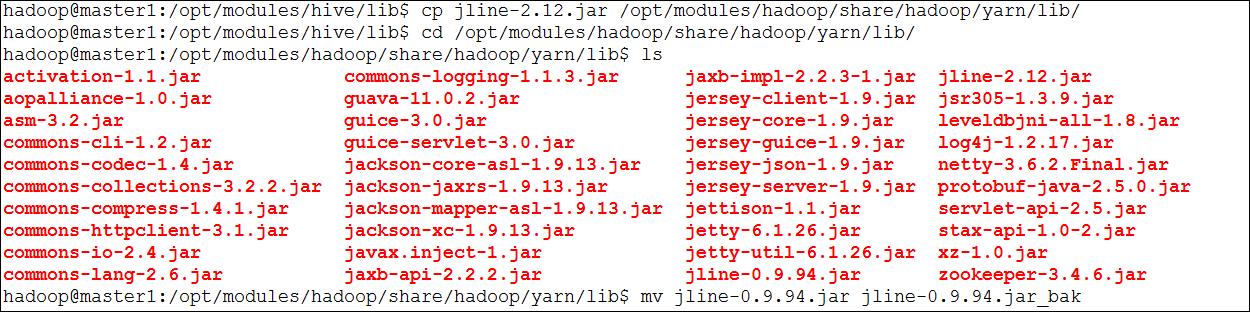 hadoop@master1:/opt/modules/hive/lib$ cp jline-2.12.jar /opt/modules/hadoop/share/hadoop/yarn/lib/
hadoop@master1:/opt/modules/hive/lib$ cd /opt/modules/hadoop/share/hadoop/yarn/lib/
hadoop@master1:/opt/modules/hadoop/share/hadoop/yarn/lib$ ls
activation-1.1.jar commons-logging-1.1.3.jar jaxb-impl-2.2.3-1.jar jline-2.12.jar
aopalliance-1.0.jar guava-11.0.2.jar jersey-client-1.9.jar jsr305-1.3.9.jar
asm-3.2.jar guice-3.0.jar jersey-core-1.9.jar leveldbjni-all-1.8.jar
commons-cli-1.2.jar guice-servlet-3.0.jar jersey-guice-1.9.jar log4j-1.2.17.jar
commons-codec-1.4.jar jackson-core-asl-1.9.13.jar jersey-json-1.9.jar netty-3.6.2.Final.jar
commons-collections-3.2.2.jar jackson-jaxrs-1.9.13.jar jersey-server-1.9.jar protobuf-java-2.5.0.jar
commons-compress-1.4.1.jar jackson-mapper-asl-1.9.13.jar jettison-1.1.jar servlet-api-2.5.jar
commons-httpclient-3.1.jar jackson-xc-1.9.13.jar jetty-6.1.26.jar stax-api-1.0-2.jar
commons-io-2.4.jar javax.inject-1.jar jetty-util-6.1.26.jar xz-1.0.jar
commons-lang-2.6.jar jaxb-api-2.2.2.jar jline-0.9.94.jar zookeeper-3.4.6.jar
hadoop@master1:/opt/modules/hadoop/share/hadoop/yarn/lib$ mv jline-0.9.94.jar jline-0.9.94.jar_bak